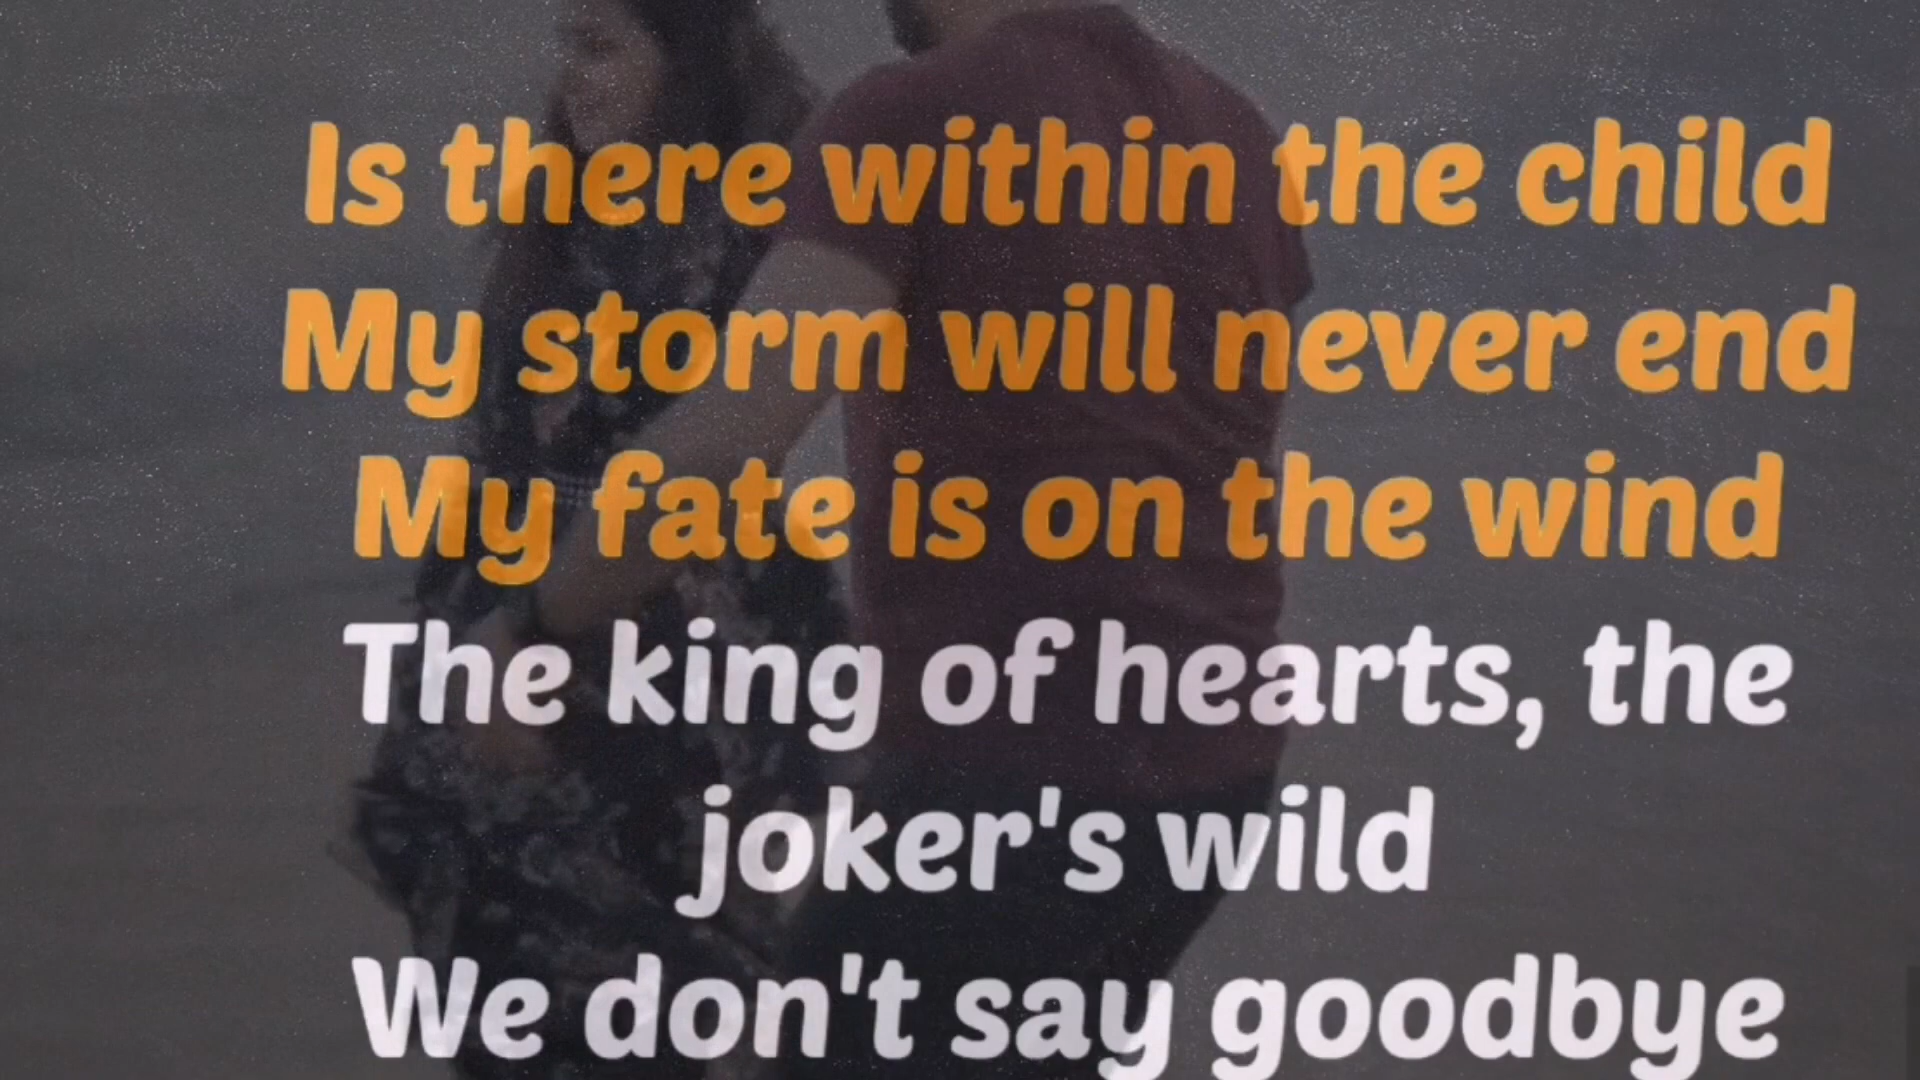 Is there within the child
My storm will never end
My fate is on the wind
The king of hearts, the
joker's wild
We don't say goodbye